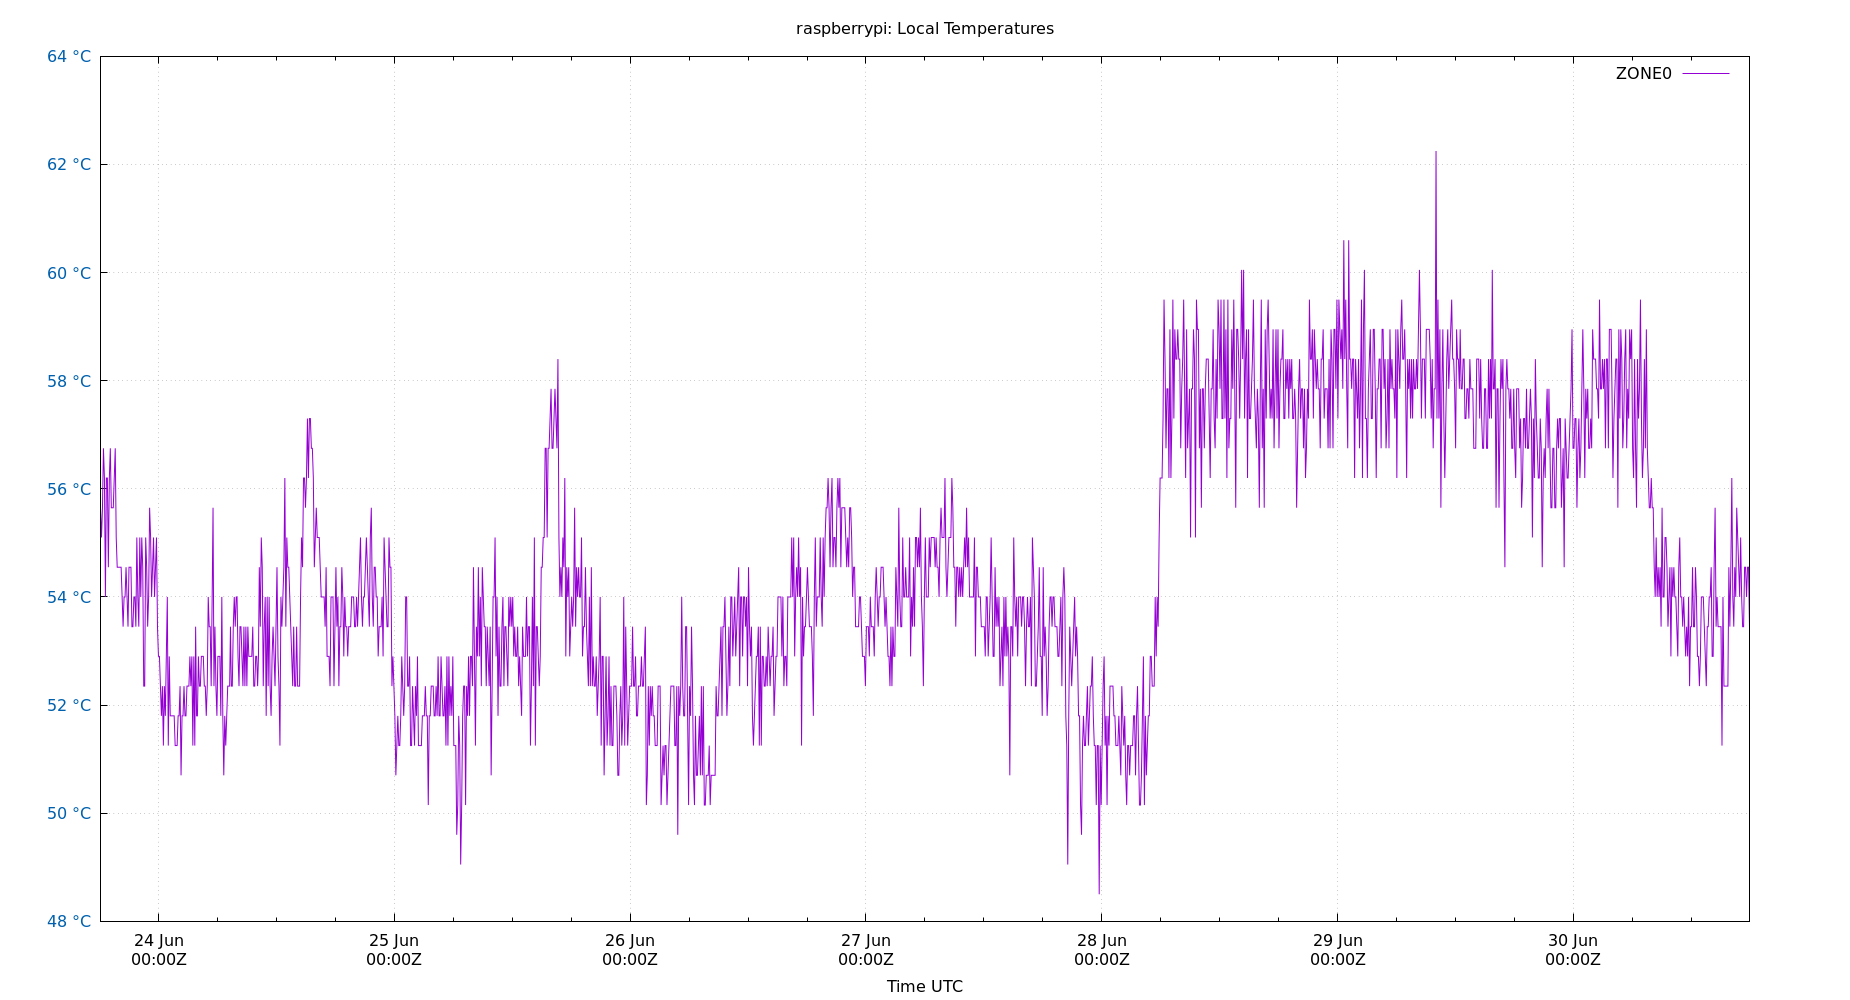 raspberrypi: Local Temperatures
64 °C
ZONE0
62 °C
60 °C
58 °C
56 °C
54 °C
52 °C
50 °C
48 °C
24 Jun 25 Jun 26 Jun 27 Jun 28 Jun 29 Jun 30 Jun
00:00Z 00:00Z 00:00Z 00:00Z 00:00Z 00:00Z 00:00Z
Time UTC